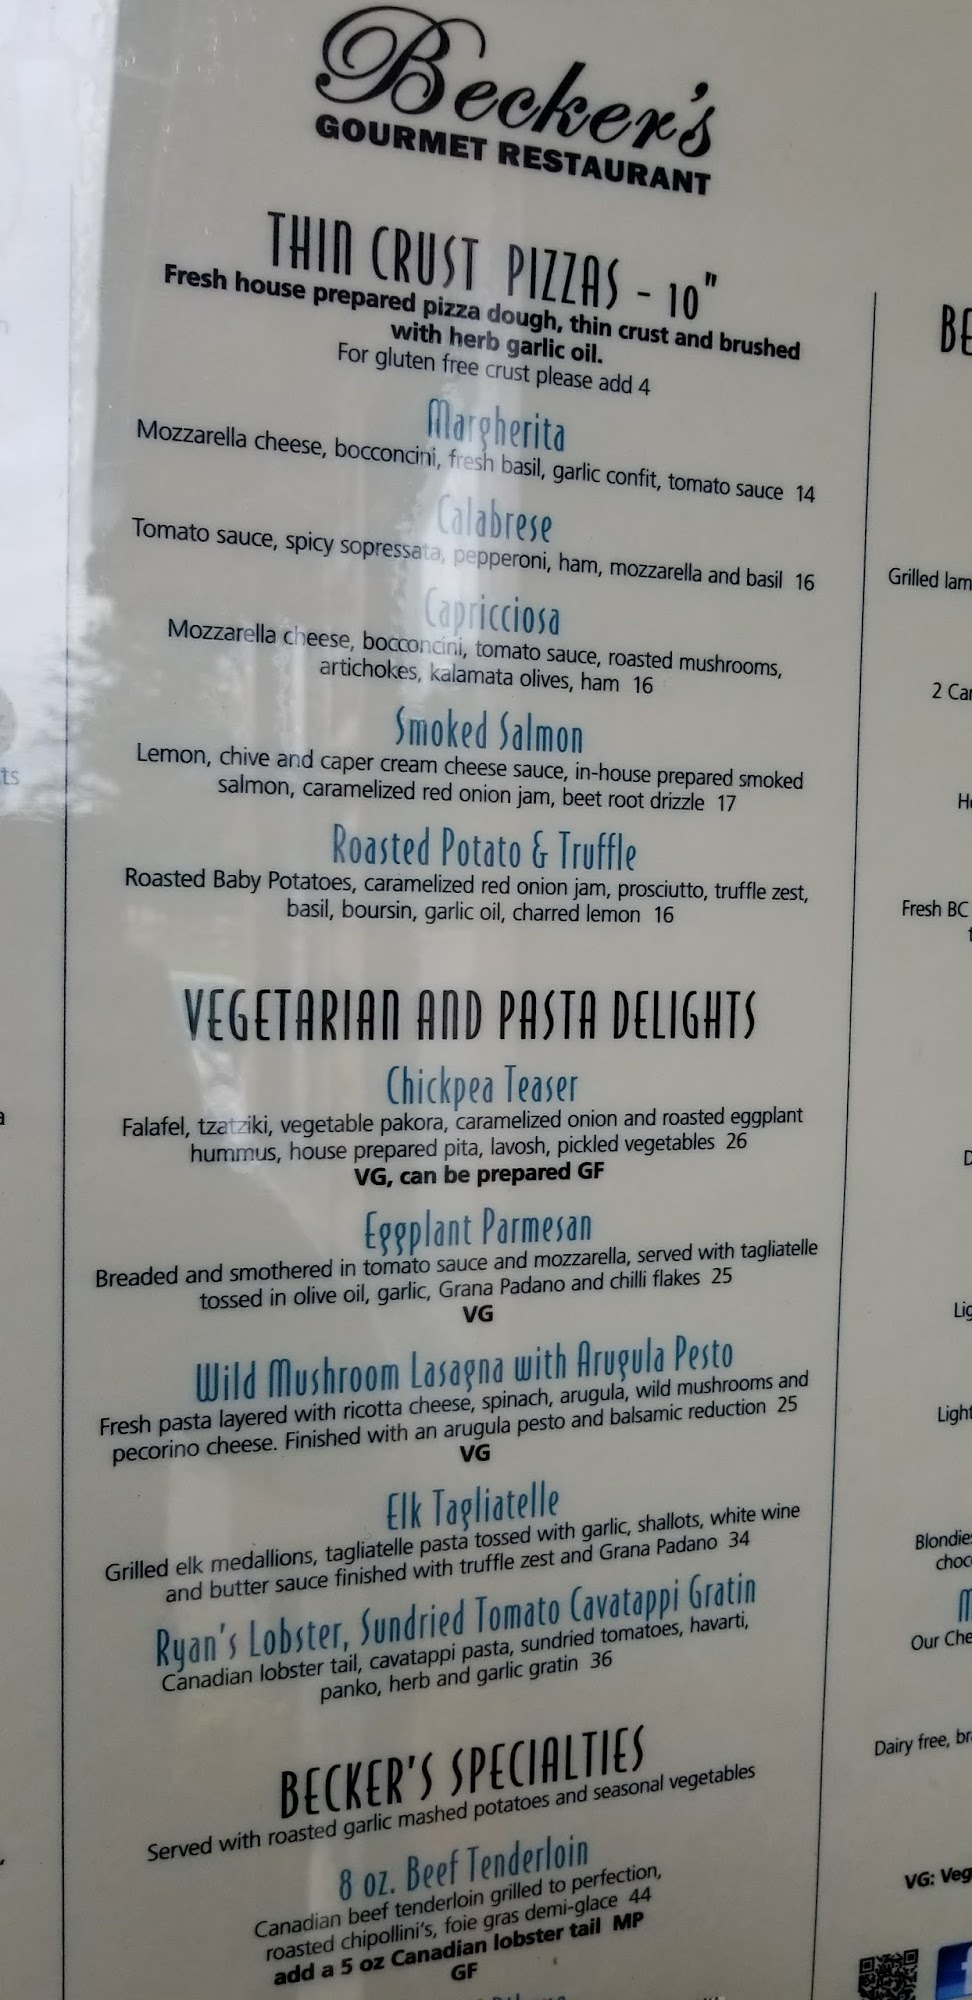 Becker's
GOURMET RESTAURANT
THIN CRUST PIZZAS - 10"
Fresh house prepared pizza dough, thin crust and brushed
with herb garlic oil.
For gluten free crust please add 4
Margherita
Mozzarella cheese, bocconcini, fresh basil, garlic confit, tomato sauce 14
Calabrese
Tomato sauce, spicy sopressata, pepperoni, ham, mozzarella and basil 16
Capricciosa
Mozzarella cheese, bocconcini, tomato sauce, roasted mushrooms,
artichokes, kalamata olives, ham 16
Smoked Salmon
Lemon, chive and caper cream cheese sauce, in-house prepared smoked
salmon, caramelized red onion jam, beet root drizzle 17
Roasted Potato & Truffle
Roasted Baby Potatoes, caramelized red onion jam, prosciutto, truffle zest,
basil, boursin, garlic oil, charred lemon 16
VEGETARIAN AND PASTA DELIGHTS
Chickpea Teaser
Falafel, tzatziki, vegetable pakora, caramelized onion and roasted eggplant
hummus, house prepared pita, lavosh, pickled vegetables 26
VG, can be prepared GF
Eggplant Parmesan
Breaded and smothered in tomato sauce and mozzarella, served with tagliatelle
tossed in olive oil, garlic, Grana Padano and chilli flakes 25
VG
Wild Mushroom Lasagna with Arugula Pesto
Fresh pasta layered with ricotta cheese, spinach, arugula, wild mushrooms and
pecorino cheese. Finished with an arugula pesto and balsamic reduction 25
VG
Elk Tagliatelle
Grilled elk medallions, tagliatelle pasta tossed with garlic, shallots, white wine
and butter sauce finished with truffle zest and Grana Padano 34
Ryan's Lobster, Sundried Tomato Cavatappi Gratin
Canadian lobster tail, cavatappi pasta, sundried tomatoes, havarti,
panko, herb and garlic gratin 36
BECKER'S SPECIALTIES
Served with roasted garlic mashed potatoes and seasonal vegetables
8 oz. Beef Tenderloin
Canadian beef tenderloin grilled to perfection,
roasted chipollini's, foie gras demi-glace 44
add a 5 oz Canadian lobster tail MP
GF
BE
Grilled lam
2 Car
He
Fresh BC
t
D
Lig
Light
Blondie
choc
M
Our Che
Dairy free, br
VG: Veg